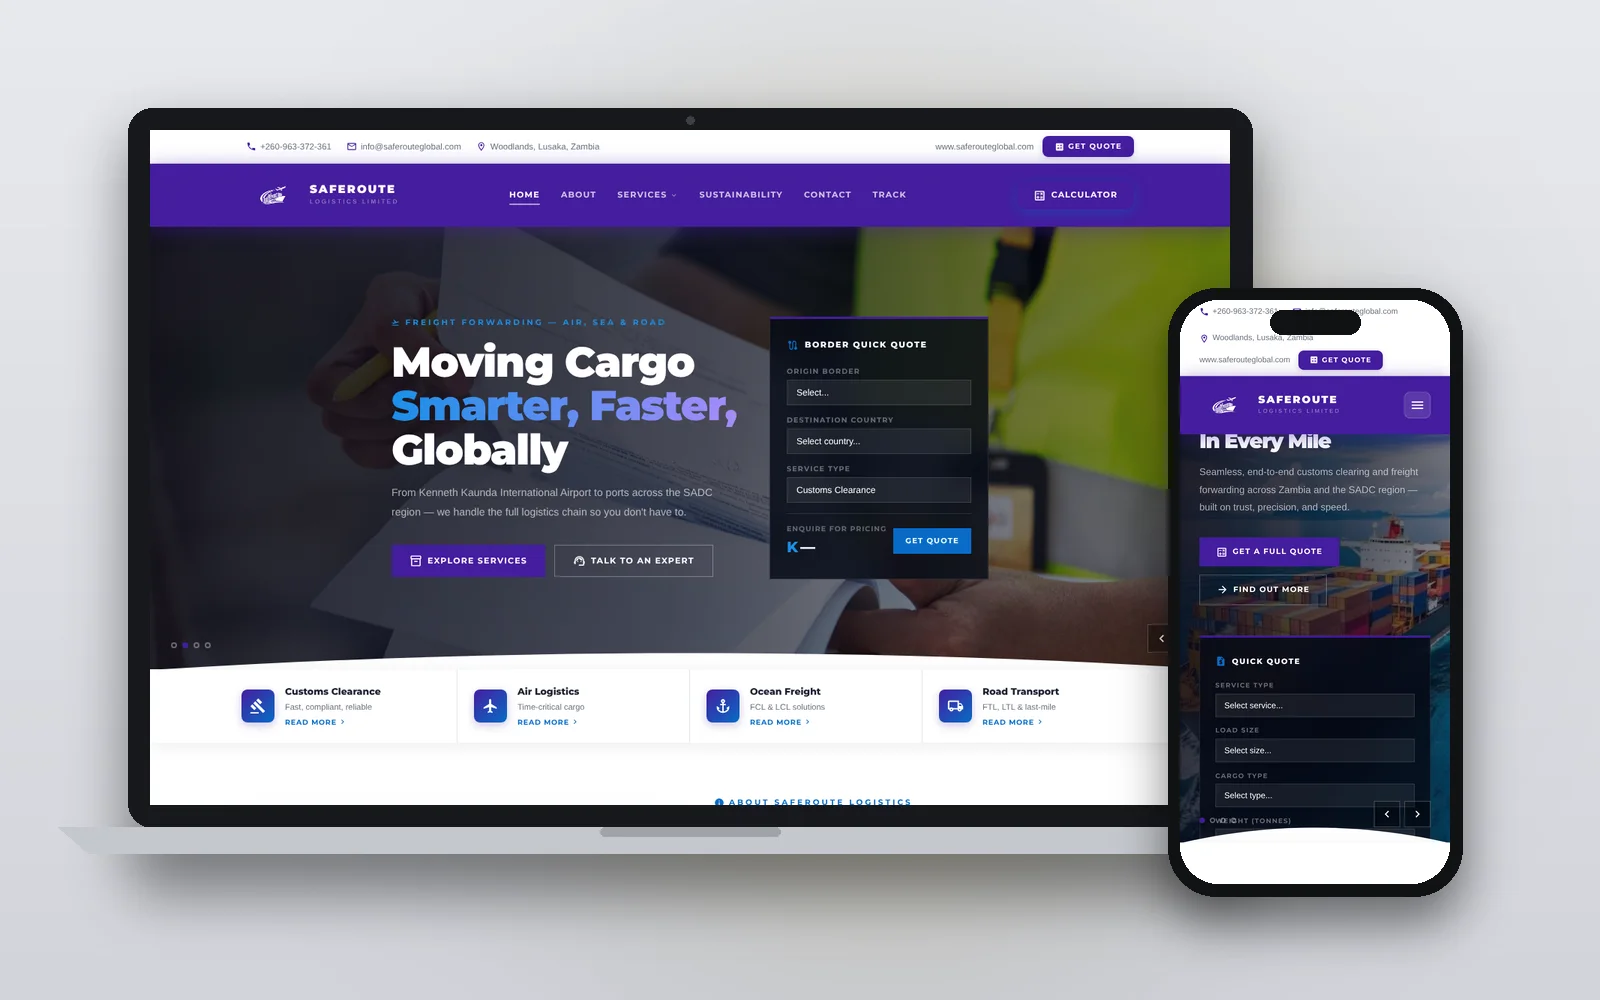 +260-963-372-361 info@saferouteglobal.com Woodlands, Lusaka, Zambia www.saferouteglobal.com GET QUOTE
SAFEROUTE
LOGISTICS LIMITED
HOME ABOUT SERVICES SUSTAINABILITY CONTACT TRACK CALCULATOR
FREIGHT FORWARDING — AIR, SEA & ROAD
Moving Cargo
Smarter, Faster,
Globally
From Kenneth Kaunda International Airport to ports across the SADC
region — we handle the full logistics chain so you don't have to.
EXPLORE SERVICES TALK TO AN EXPERT
BORDER QUICK QUOTE
ORIGIN BORDER
Select...
DESTINATION COUNTRY
Select country...
SERVICE TYPE
Customs Clearance
ENQUIRE FOR PRICING
K—
GET QUOTE
Customs Clearance
Fast, compliant, reliable
READ MORE
Air Logistics
Time-critical cargo
READ MORE
Ocean Freight
FCL & LCL solutions
READ MORE
Road Transport
FTL, LTL & last-mile
READ MORE
ABOUT SAFEROUTE LOGISTICS
+260-963-372-361
Woodlands, Lusaka, Zambia
www.saferouteglobal.com GET QUOTE
SAFEROUTE
LOGISTICS LIMITED
In Every Mile
Seamless, end-to-end customs clearing and freight
forwarding across Zambia and the SADC region —
built on trust, precision, and speed.
GET A FULL QUOTE
FIND OUT MORE
QUICK QUOTE
SERVICE TYPE
Select service...
LOAD SIZE
Select size...
CARGO TYPE
Select type...
WEIGHT (TONNES)